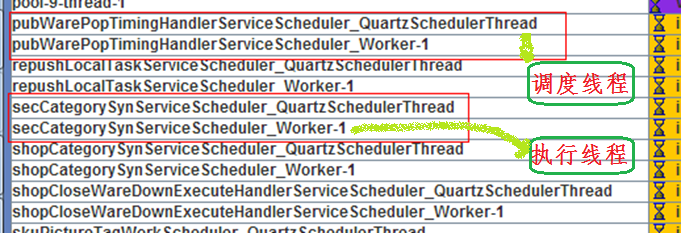 pool-9-thread-1
pubWarePopTimingHandlerServiceScheduler_QuartzSchedulerThread
pubWarePopTimingHandlerServiceScheduler_Worker-1
repushLocalTaskServiceScheduler_QuartzSchedulerThread
调度线程
repushLocalTaskServiceScheduler_Worker-1
secCategorySynServiceScheduler_QuartzSchedulerThread
secCategorySynServiceScheduler_Worker-1
shopCategorySynServiceScheduler_QuartzSchedulerThread
执行线程
shopCategorySynServiceScheduler_Worker-1
shopCloseWareDownExecuteHandlerServiceScheduler_QuartzSchedulerThread
shopCloseWareDownExecuteHandlerServiceScheduler_Worker-1
skuPictureTagWorkScheduler_QuartzSchedulerThread